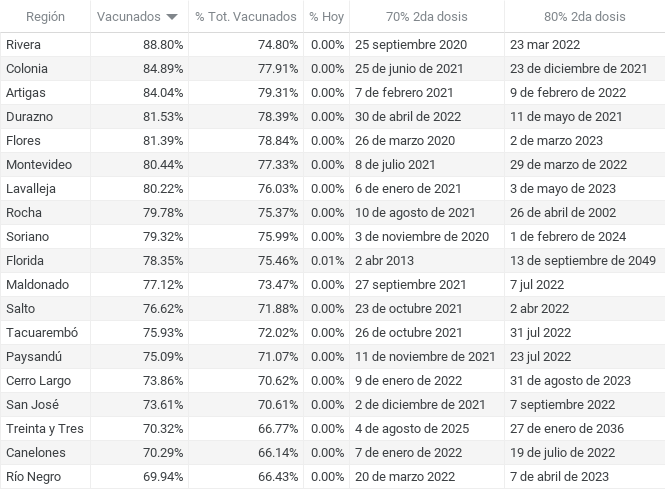 Región Vacunados % Tot. Vacunados % Hoy 70% 2da dosis 80% 2da dosis
Rivera 88.80% 74.80% 0.00% 25 septiembre 2020 23 mar 2022
Colonia 84.89% 77.91% 0.00% 25 de junio de 2021 23 de diciembre de 2021
Artigas 84.04% 79.31% 0.00% 7 de febrero 2021 9 de febrero de 2022
Durazno 81.53% 78.39% 0.00% 30 de abril de 2022 11 de mayo de 2021
Flores 81.39% 78.84% 0.00% 26 de marzo 2020 2 de marzo 2023
Montevideo 80.44% 77.33% 0.00% 8 de julio 2021 29 de marzo de 2022
Lavalleja 80.22% 76.03% 0.00% 6 de enero de 2021 3 de mayo de 2023
Rocha 79.78% 75.37% 0.00% 10 de agosto de 2021 26 de abril de 2002
Soriano 79.32% 75.99% 0.00% 3 de noviembre de 2020 1 de febrero de 2024
Florida 78.35% 75.46% 0.01% 2 abr 2013 13 de septiembre de 2049
Maldonado 77.12% 73.47% 0.00% 27 septiembre 2021 7 jul 2022
Salto 76.62% 71.88% 0.00% 23 de octubre 2021 2 abr 2022
Tacuarembó 75.93% 72.02% 0.00% 26 de octubre 2021 31 jul 2022
Paysandú 75.09% 71.07% 0.00% 11 de noviembre de 2021 23 jul 2022
Cerro Largo 73.86% 70.62% 0.00% 9 de enero de 2022 31 de agosto de 2023
San José 73.61% 70.61% 0.00% 2 de diciembre de 2021 7 septiembre 2022
Treinta y Tres 70.32% 66.77% 0.00% 4 de agosto de 2025 27 de enero de 2036
Canelones 70.29% 66.14% 0.00% 7 de enero de 2022 19 de julio de 2022
Río Negro 69.94% 66.43% 0.00% 20 de marzo 2022 7 de abril de 2023